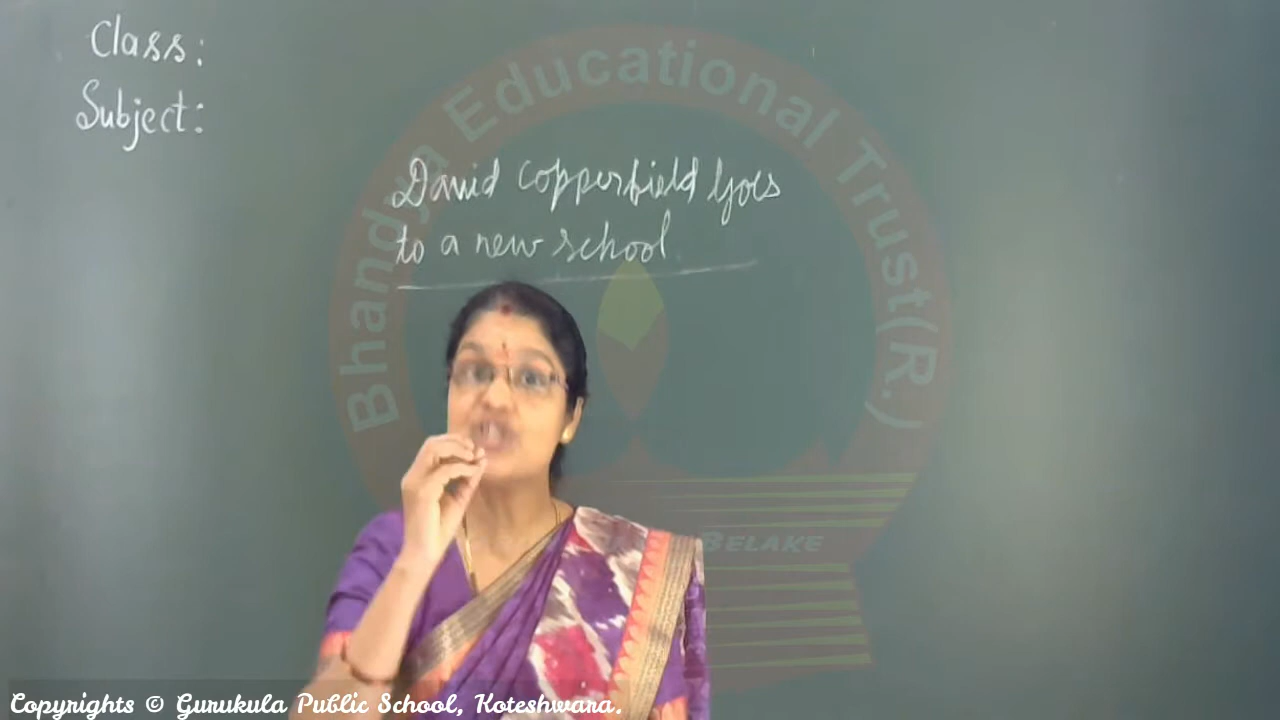 Class:
Subject:
David Copperfield Goes
to a new school.
Bhandya Educational Trust(R.)
BELAKE
Copyrights © Gurukula Public School, Koteshwara.